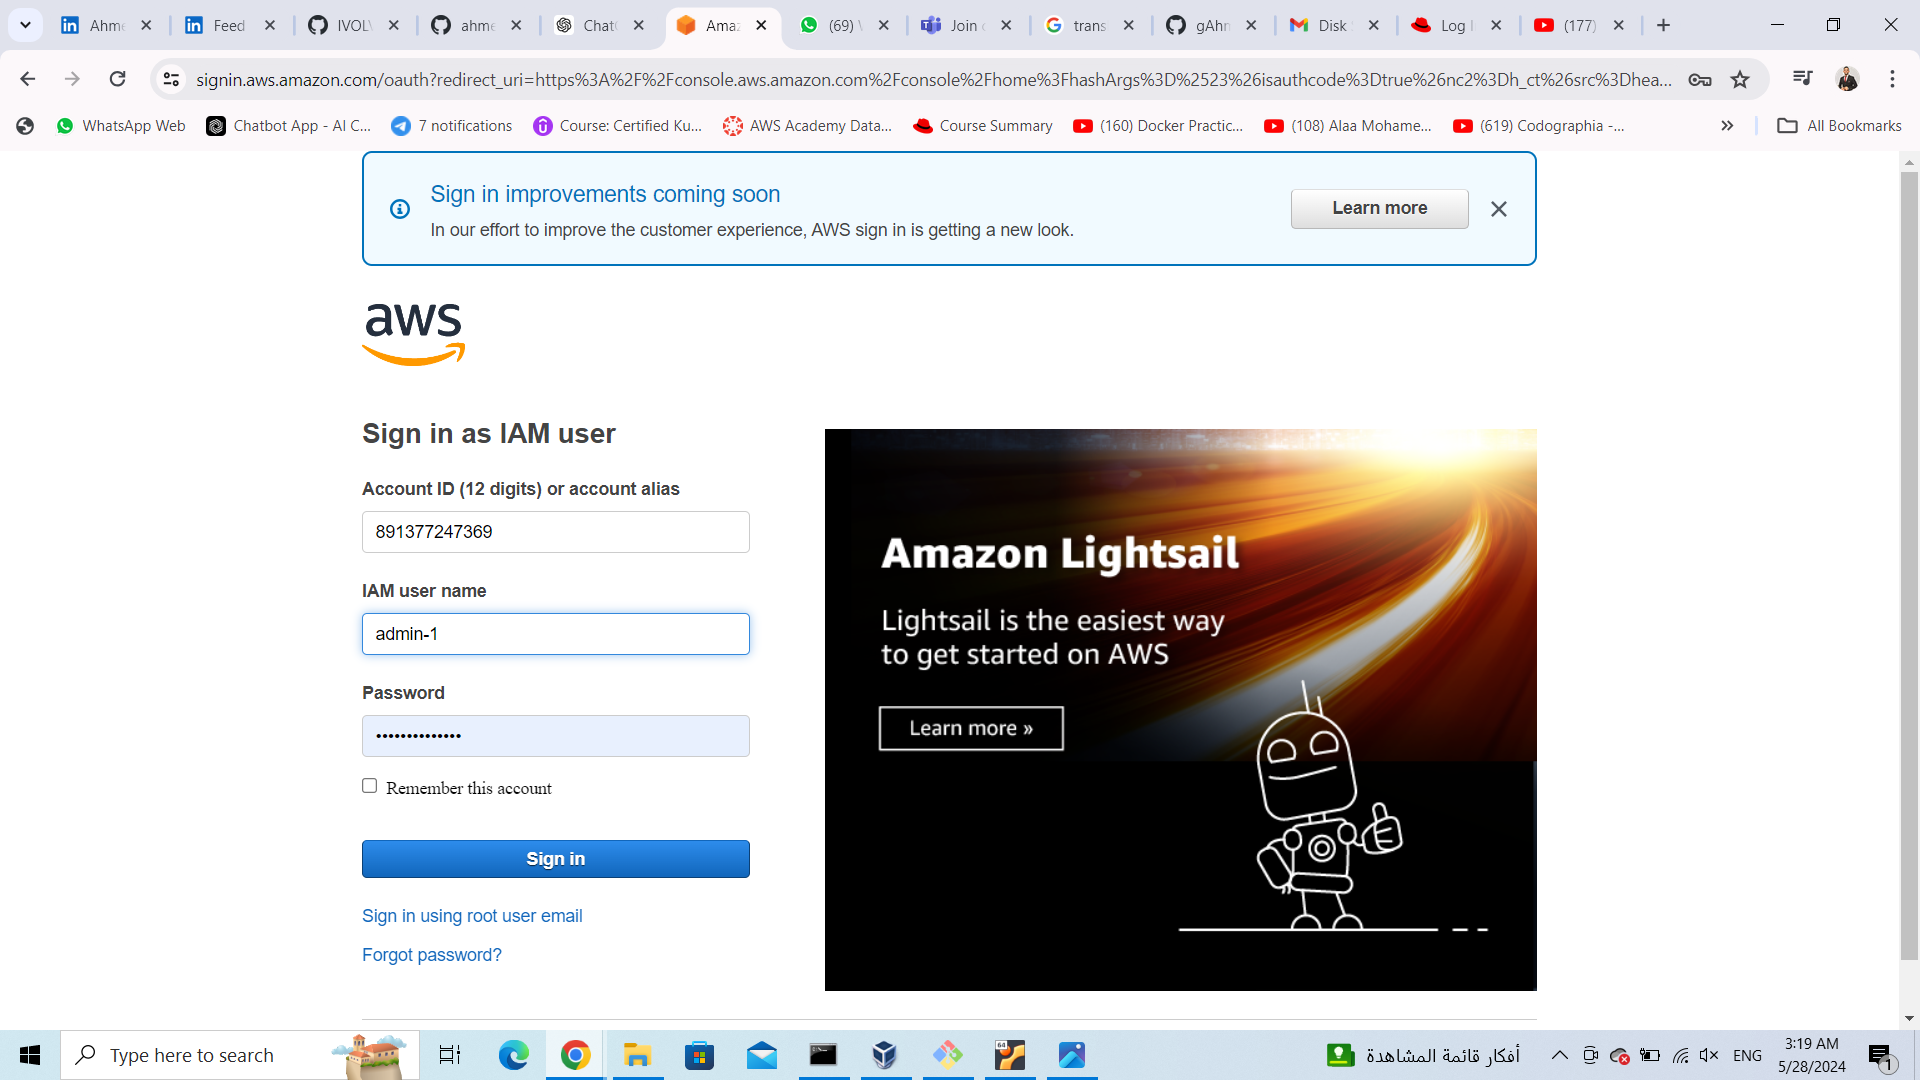 Ahme
Feed
IVOLV
ahme
Chat
Amaz
(69) W
Join c
trans
gAhm
Disk
Log I
(177)
signin.aws.amazon.com/oauth?redirect_uri=https%3A%2F%2Fconsole.aws.amazon.com%2Fconsole%2Fhome%3FhashArgs%3D%2523%26isauthcode%3Dtrue%26nc2%3Dh_ct%26src%3Dhea...
WhatsApp Web
Chatbot App - AI C...
7 notifications
Course: Certified Ku...
AWS Academy Data...
Course Summary
(160) Docker Practic...
(108) Alaa Mohame...
(619) Codographia -...
All Bookmarks
Sign in improvements coming soon
In our effort to improve the customer experience, AWS sign in is getting a new look.
Learn more
aws
Sign in as IAM user
Account ID (12 digits) or account alias
891377247369
IAM user name
admin-1
Password
••••••••••••••
Remember this account
Sign in
Sign in using root user email
Forgot password?
Amazon Lightsail
Lightsail is the easiest way
to get started on AWS
Learn more »
Type here to search
64
أفكار قائمة المشاهدة
ENG
3:19 AM
5/28/2024
1